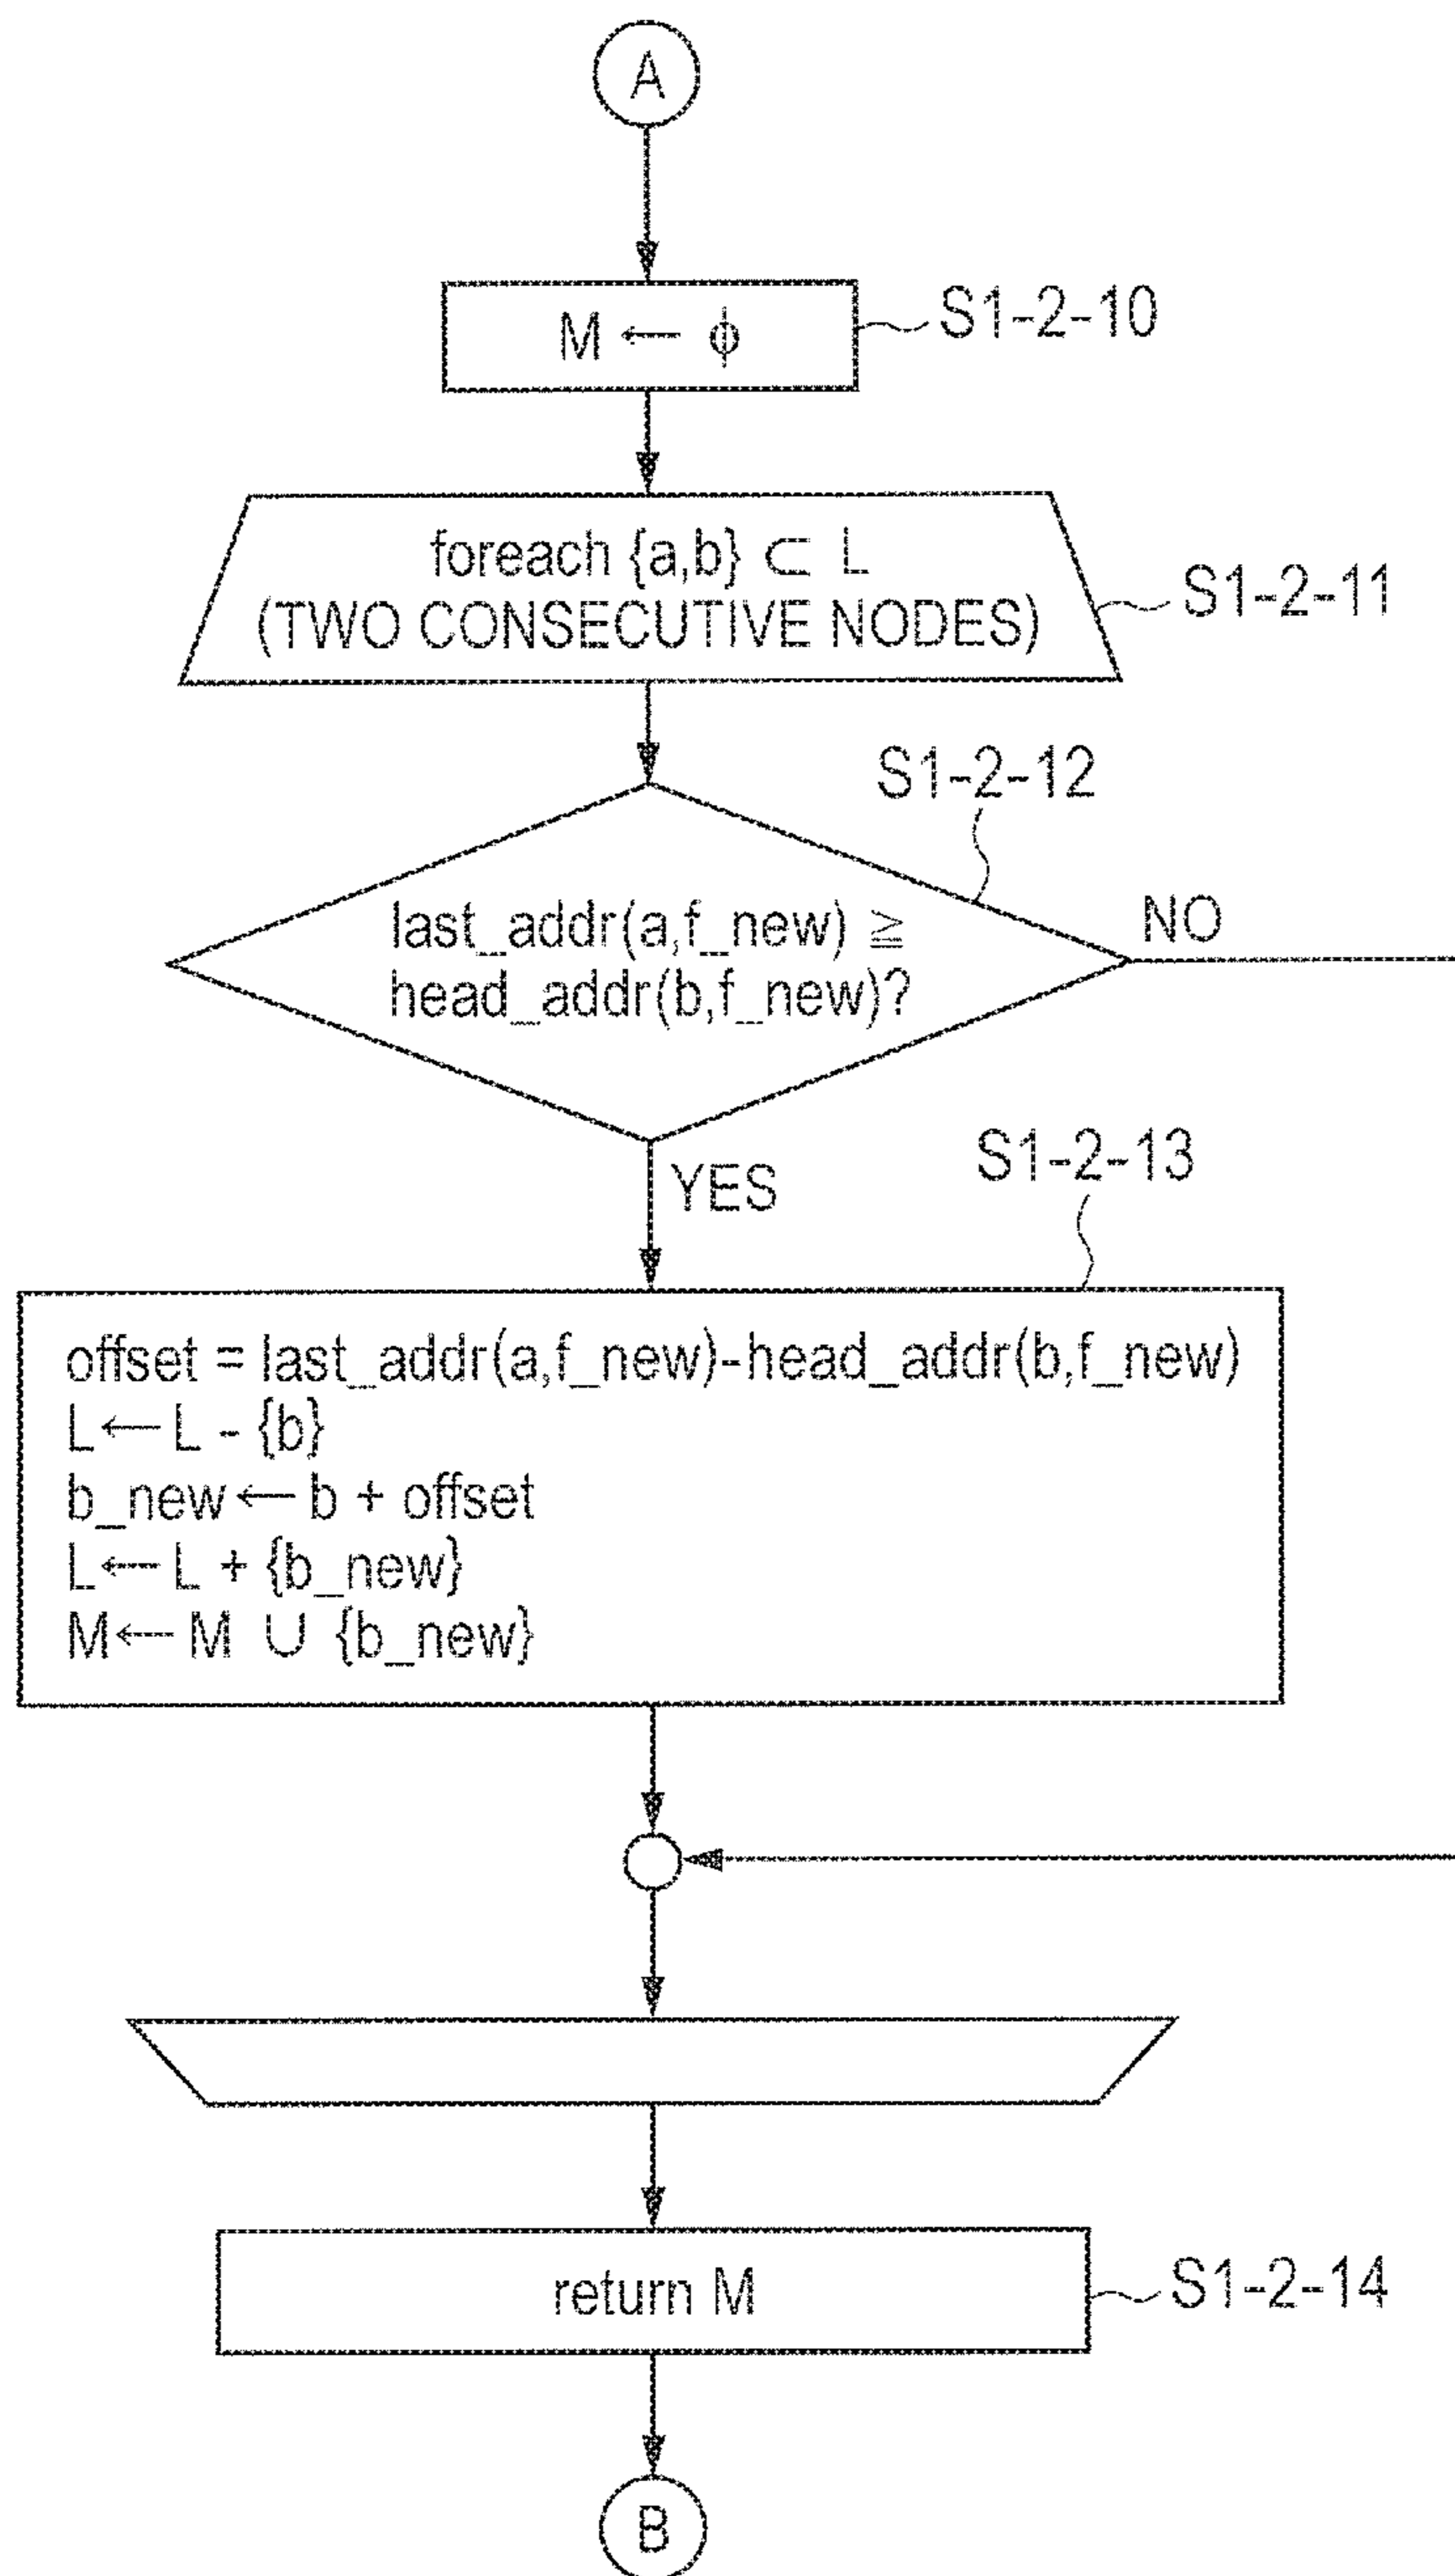 A
M ← ϕ
S1-2-10
foreach {a,b} ⊂ L
(TWO CONSECUTIVE NODES)
S1-2-11
S1-2-12
last_addr(a,f_new) ≧
head_addr(b,f_new)?
NO
YES
S1-2-13
offset = last_addr(a,f_new)-head_addr(b,f_new)
L← L - {b}
b_new← b + offset
L← L + {b_new}
M← M ∪ {b_new}
return M
S1-2-14
B